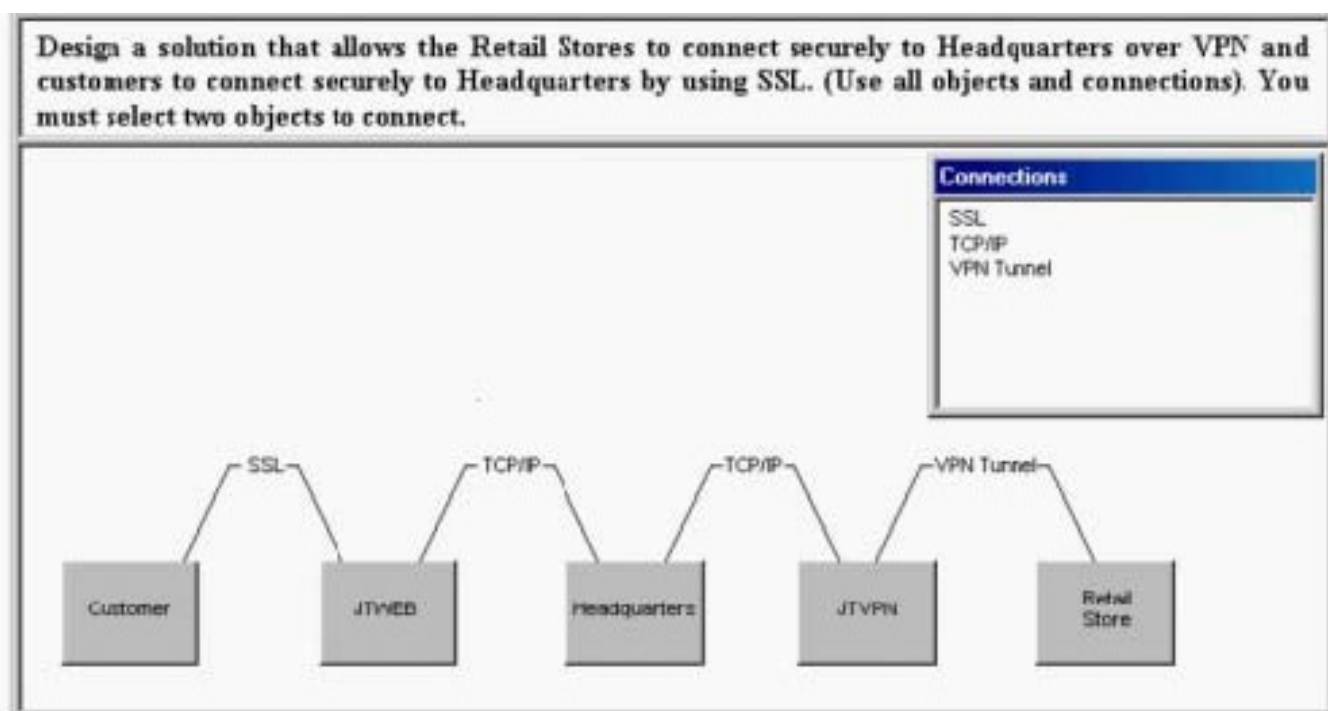 Design a solution that allows the Retail Stores to connect securely to Headquarters over VPN and
customers to connect securely to Headquarters by using SSL. (Use all objects and connections). You
must select two objects to connect.
Connections
SSL
TCP/IP
VPN Tunnel
SSL
TCP/IP
TCP/IP
VPN Tunnel
Customer
JTWEB
Headquarters
JTVPN
Retail
Store